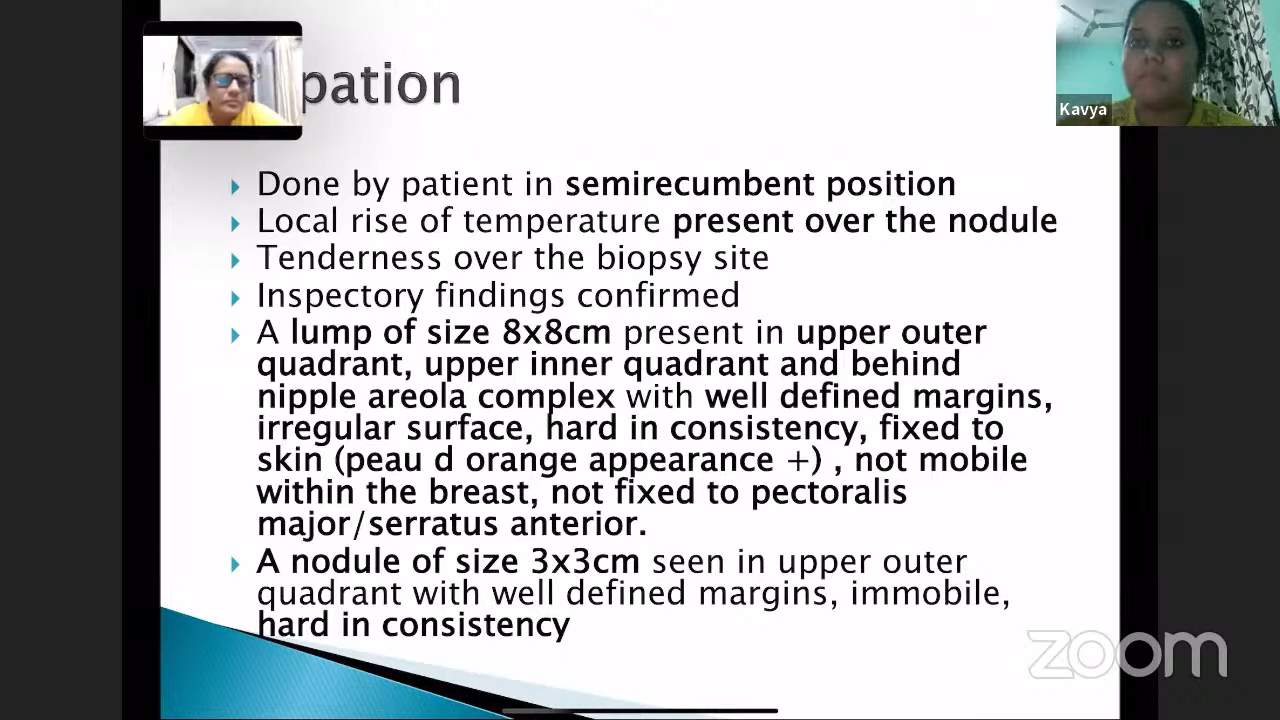 pation
Kavya
Done by patient in semirecumbent position
Local rise of temperature present over the nodule
Tenderness over the biopsy site
Inspectory findings confirmed
A lump of size 8x8cm present in upper outer
quadrant, upper inner quadrant and behind
nipple areola complex with well defined margins,
irregular surface, hard in consistency, fixed to
skin (peau d orange appearance +) , not mobile
within the breast, not fixed to pectoralis
major/serratus anterior.
A nodule of size 3x3cm seen in upper outer
quadrant with well defined margins, immobile,
hard in consistency
zoom